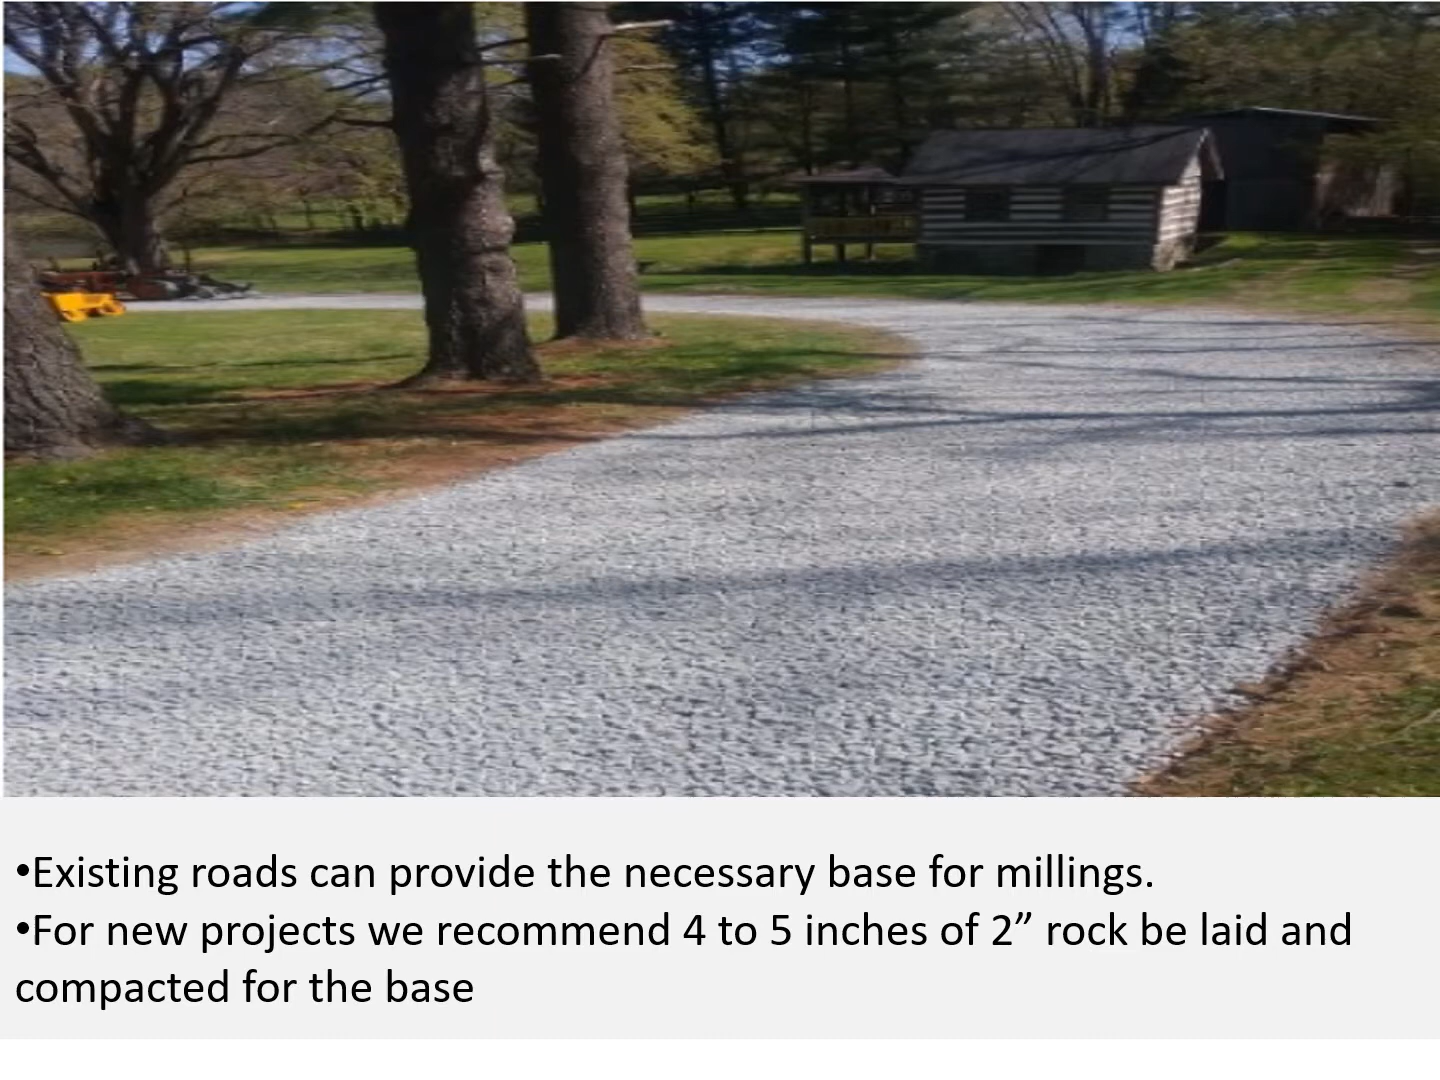 •Existing roads can provide the necessary base for millings.
•For new projects we recommend 4 to 5 inches of 2” rock be laid and
compacted for the base